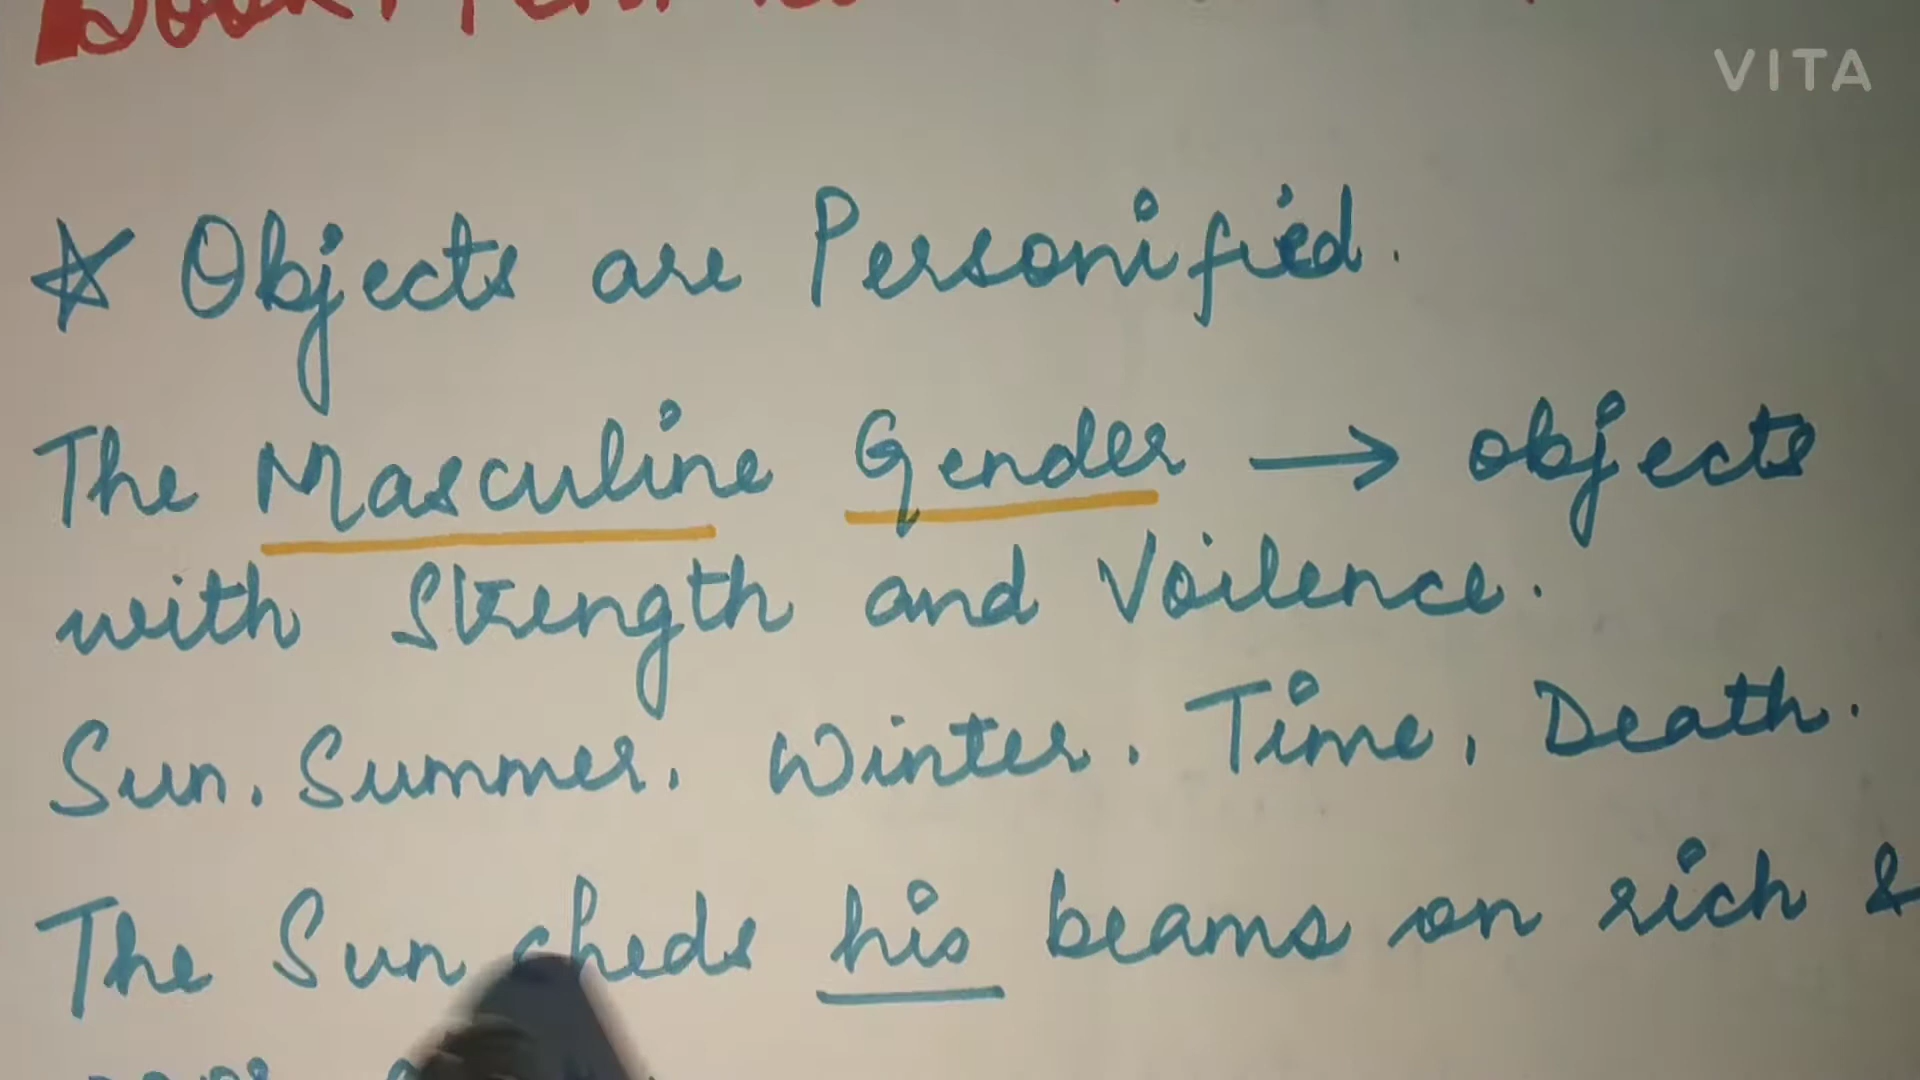 VITA
☆ Objects are Personified.
The Masculine Gender → objects
with Strength and Voilence.
Sun, Summer, Winter, Time, Death.
The Sun sheds his beams on rich &